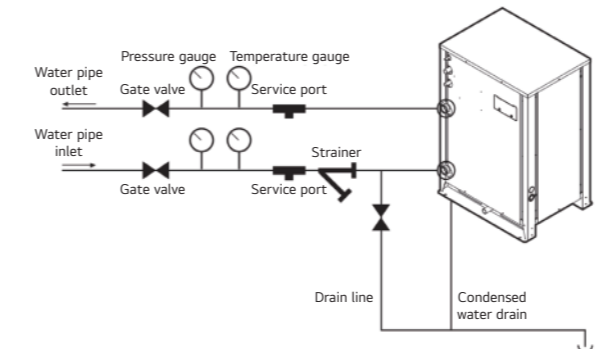 Pressure gauge
Temperature gauge
Water pipe
outlet
Gate valve
Service port
Water pipe
inlet
Strainer
Gate valve
Service port
Drain line
Condensed
water drain